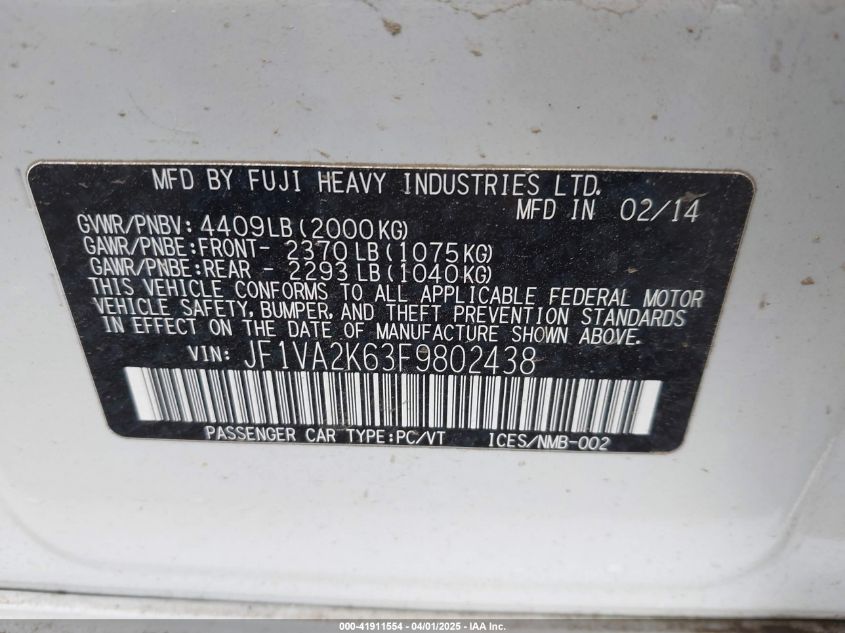 MFD BY FUJI HEAVY INDUSTRIES LTD.
MFD IN 02/14
GVWR/PNBV: 4409LB (2000KG)
GAWR/PNBE:FRONT- 2370LB (1075KG)
GAWR/PNBE:REAR - 2293LB (1040KG)
THIS VEHICLE CONFORMS TO ALL APPLICABLE FEDERAL MOTOR
VEHICLE SAFETY, BUMPER, AND THEFT PREVENTION STANDARDS
IN EFFECT ON THE DATE OF MANUFACTURE SHOWN ABOVE.
VIN: JF1VA2K63F9802438
PASSENGER CAR TYPE:PC/VT ICES/NMB-002
000-41911554 - 04/01/2025 - IAA Inc.